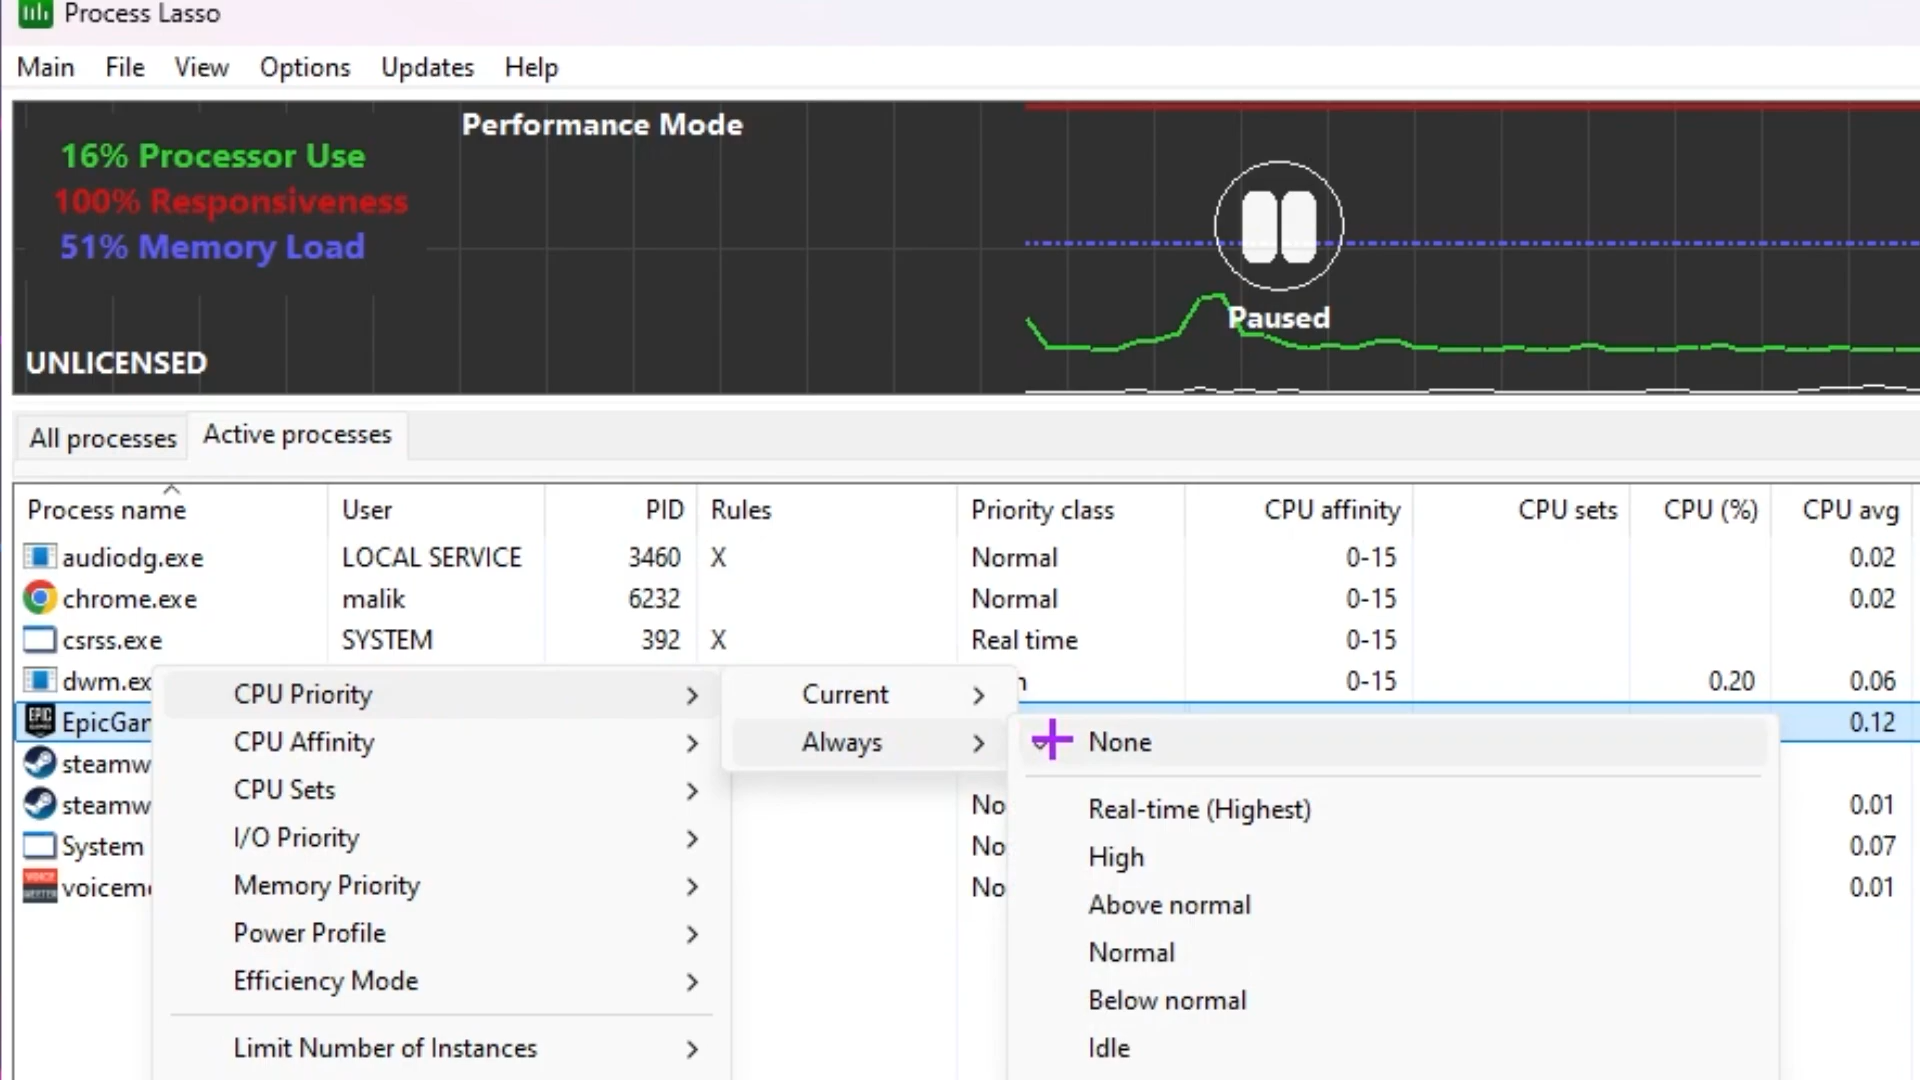 Process Lasso
Main File View Options Updates Help
Performance Mode
16% Processor Use
100% Responsiveness
51% Memory Load
Paused
UNLICENSED
All processes Active processes
Process name User PID Rules Priority class CPU affinity CPU sets CPU (%) CPU avg
audiodg.exe LOCAL SERVICE 3460 X Normal 0-15 0.02
chrome.exe malik 6232 Normal 0-15 0.02
csrss.exe SYSTEM 392 X Real time 0-15
dwm.ex 0-15 0.20 0.06
EPIC EpicGar 0.12
steamw
steamw No 0.01
System No 0.07
voicem No 0.01
CPU Priority
CPU Affinity
CPU Sets
I/O Priority
Memory Priority
Power Profile
Efficiency Mode
Limit Number of Instances
Current
Always
None
Real-time (Highest)
High
Above normal
Normal
Below normal
Idle